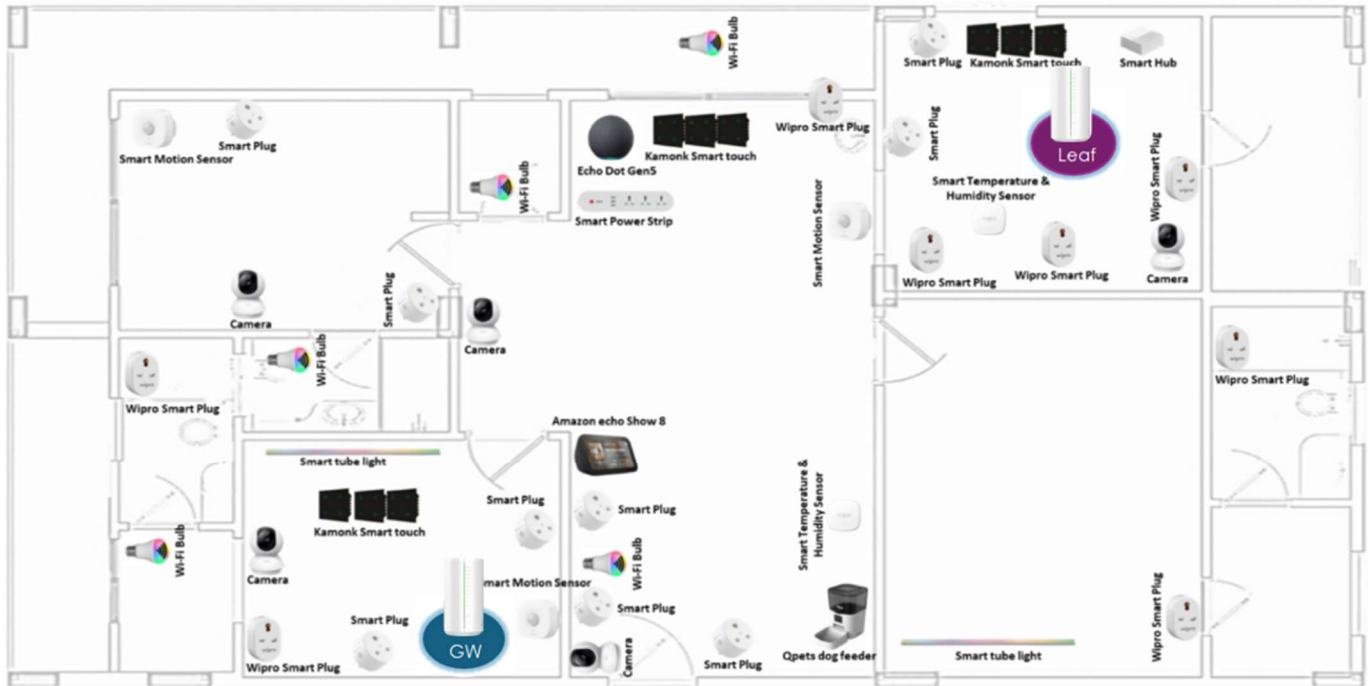 Wi-Fi Bulb
Smart Plug
Kamonk Smart touch
Smart Hub
Leaf
Smart Motion Sensor
Smart Plug
Wi-Fi Bulb
Echo Dot Gen5
Kamonk Smart touch
Smart Power Strip
Wipro Smart Plug
Smart Motion Sensor
Smart Plug
Smart Temperature &
Humidity Sensor
Wipro Smart Plug
Wipro Smart Plug
Wipro Smart Plug
Camera
Camera
Smart Plug
Camera
wipro
Wipro Smart Plug
Wi-Fi Bulb
Wipro Smart Plug
Smart tube light
Kamonk Smart touch
Smart Plug
Amazon echo Show 8
Smart Plug
Smart Temperature &
Humidity Sensor
Wi-Fi Bulb
Camera
mart Motion Sensor
Wi-Fi Bulb
Smart Plug
Smart Plug
GW
Wipro Smart Plug
Camera
Smart Plug
Qpets dog feeder
Smart tube light
Wipro Smart Plug